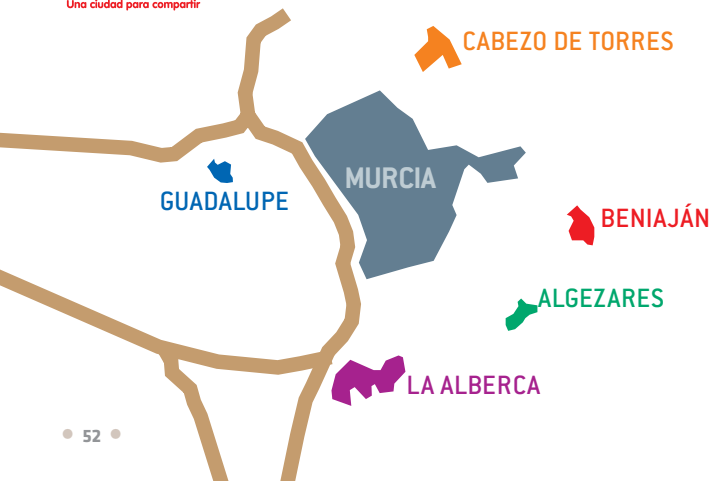 Una ciudad para compartir
CABEZO DE TORRES
MURCIA
GUADALUPE
BENIAJÁN
ALGEZARES
LA ALBERCA
52